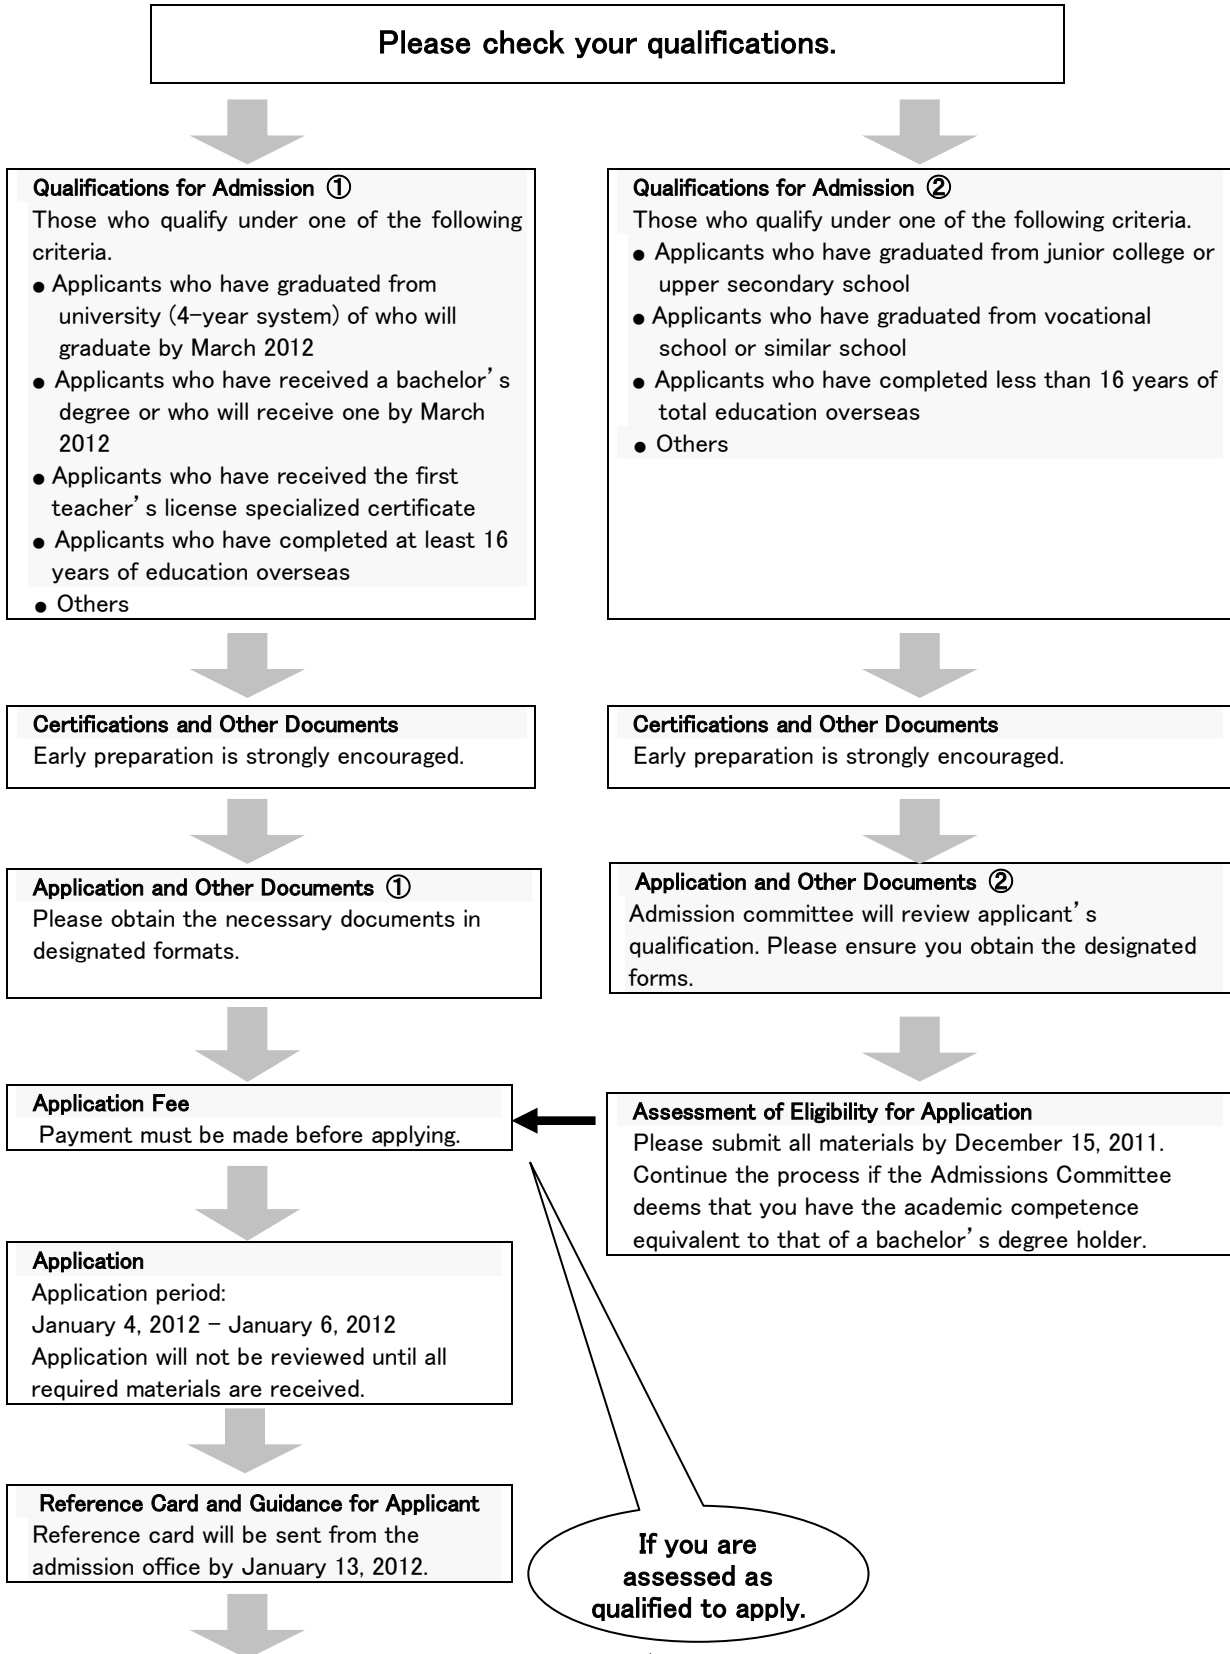 Please check your qualifications.
Qualifications for Admission ①
Those who qualify under one of the following
criteria.
● Applicants who have graduated from
university (4-year system) of who will
graduate by March 2012
● Applicants who have received a bachelor's
degree or who will receive one by March
2012
● Applicants who have received the first
teacher's license specialized certificate
● Applicants who have completed at least 16
years of education overseas
● Others
Qualifications for Admission ②
Those who qualify under one of the following criteria.
● Applicants who have graduated from junior college or
upper secondary school
● Applicants who have graduated from vocational
school or similar school
● Applicants who have completed less than 16 years of
total education overseas
● Others
Certifications and Other Documents
Early preparation is strongly encouraged.
Certifications and Other Documents
Early preparation is strongly encouraged.
Application and Other Documents ①
Please obtain the necessary documents in
designated formats.
Application and Other Documents ②
Admission committee will review applicant's
qualification. Please ensure you obtain the designated
forms.
Application Fee
Payment must be made before applying.
Assessment of Eligibility for Application
Please submit all materials by December 15, 2011.
Continue the process if the Admissions Committee
deems that you have the academic competence
equivalent to that of a bachelor's degree holder.
Application
Application period:
January 4, 2012 - January 6, 2012
Application will not be reviewed until all
required materials are received.
Reference Card and Guidance for Applicant
Reference card will be sent from the
admission office by January 13, 2012.
If you are
assessed as
qualified to apply.